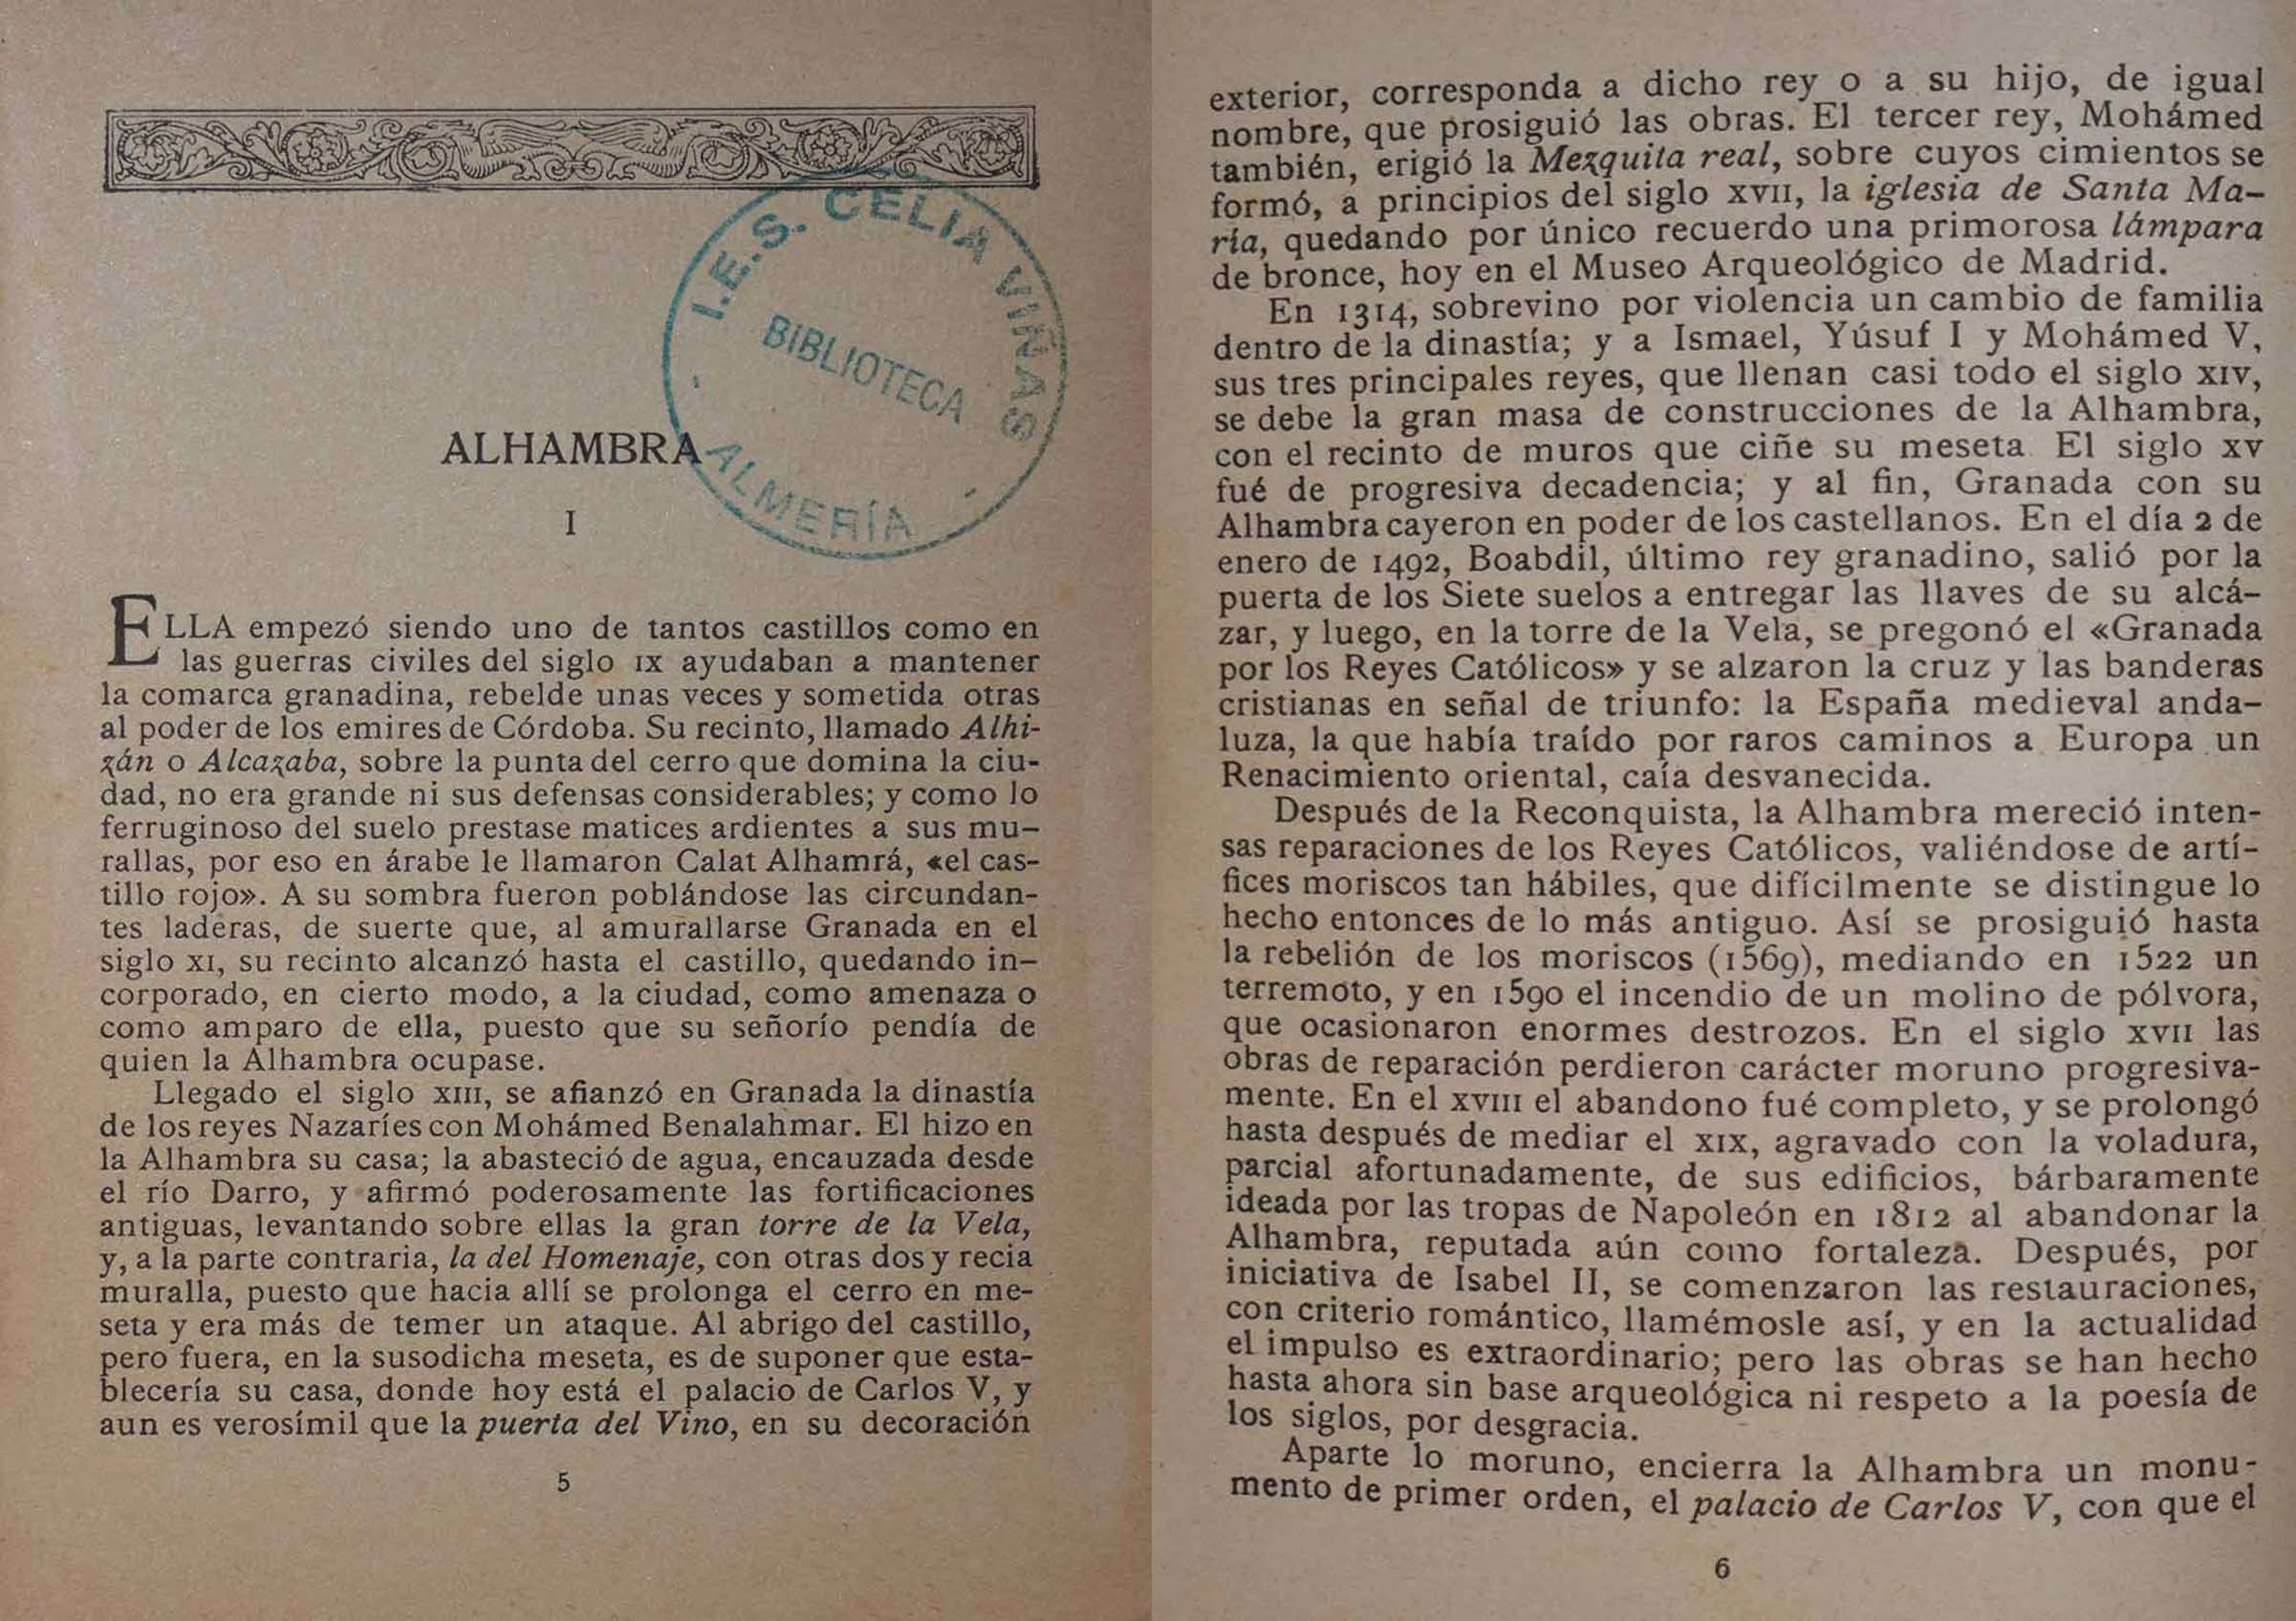 I.E.S. CELIA VIÑAS
BIBLIOTECA
ALMERÍA
ALHAMBRA
I
ELLA empezó siendo uno de tantos castillos como en
las guerras civiles del siglo IX ayudaban a mantener
la comarca granadina, rebelde unas veces y sometida otras
al poder de los emires de Córdoba. Su recinto, llamado Alhi-
zán o Alcazaba, sobre la punta del cerro que domina la ciu-
dad, no era grande ni sus defensas considerables; y como lo
ferruginoso del suelo prestase matices ardientes a sus mu-
rallas, por eso en árabe le llamaron Calat Alhamrá, «el cas-
tillo rojo». A su sombra fueron poblándose las circundan-
tes laderas, de suerte que, al amurallarse Granada en el
siglo XI, su recinto alcanzó hasta el castillo, quedando in-
corporado, en cierto modo, a la ciudad, como amenaza o
como amparo de ella, puesto que su señorío pendía de
quien la Alhambra ocupase.
Llegado el siglo XIII, se afianzó en Granada la dinastía
de los reyes Nazaríes con Mohámed Benalahmar. El hizo en
la Alhambra su casa; la abasteció de agua, encauzada desde
el río Darro, y afirmó poderosamente las fortificaciones
antiguas, levantando sobre ellas la gran torre de la Vela,
y, a la parte contraria, la del Homenaje, con otras dos y recia
muralla, puesto que hacia allí se prolonga el cerro en me-
seta y era más de temer un ataque. Al abrigo del castillo,
pero fuera, en la susodicha meseta, es de suponer que esta-
blecería su casa, donde hoy está el palacio de Carlos V, y
aun es verosímil que la puerta del Vino, en su decoración
5
exterior, corresponda a dicho rey o a su hijo, de igual
nombre, que prosiguió las obras. El tercer rey, Mohámed
también, erigió la Mezquita real, sobre cuyos cimientos se
formó, a principios del siglo XVII, la iglesia de Santa Ma-
ría, quedando por único recuerdo una primorosa lámpara
de bronce, hoy en el Museo Arqueológico de Madrid.
En 1314, sobrevino por violencia un cambio de familia
dentro de la dinastía; y a Ismael, Yúsuf I y Mohámed V,
sus tres principales reyes, que llenan casi todo el siglo XIV,
se debe la gran masa de construcciones de la Alhambra,
con el recinto de muros que ciñe su meseta. El siglo XV
fué de progresiva decadencia; y al fin, Granada con su
Alhambra cayeron en poder de los castellanos. En el día 2 de
enero de 1492, Boabdil, último rey granadino, salió por la
puerta de los Siete suelos a entregar las llaves de su alcá-
zar, y luego, en la torre de la Vela, se pregonó el «Granada
por los Reyes Católicos» y se alzaron la cruz y las banderas
cristianas en señal de triunfo: la España medieval anda-
luza, la que había traído por raros caminos a Europa un
Renacimiento oriental, caía desvanecida.
Después de la Reconquista, la Alhambra mereció inten-
sas reparaciones de los Reyes Católicos, valiéndose de artí-
fices moriscos tan hábiles, que difícilmente se distingue lo
hecho entonces de lo más antiguo. Así se prosiguió hasta
la rebelión de los moriscos (1569), mediando en 1522 un
terremoto, y en 1590 el incendio de un molino de pólvora,
que ocasionaron enormes destrozos. En el siglo XVII las
obras de reparación perdieron carácter moruno progresiva-
mente. En el XVIII el abandono fué completo, y se prolongó
hasta después de mediar el XIX, agravado con la voladura,
parcial afortunadamente, de sus edificios, bárbaramente
ideada por las tropas de Napoleón en 1812 al abandonar la
Alhambra, reputada aún como fortaleza. Después, por
iniciativa de Isabel II, se comenzaron las restauraciones,
con criterio romántico, llamémosle así, y en la actualidad
el impulso es extraordinario; pero las obras se han hecho
hasta ahora sin base arqueológica ni respeto a la poesía de
los siglos, por desgracia.
Aparte lo moruno, encierra la Alhambra un monu-
mento de primer orden, el palacio de Carlos V, con que el
6